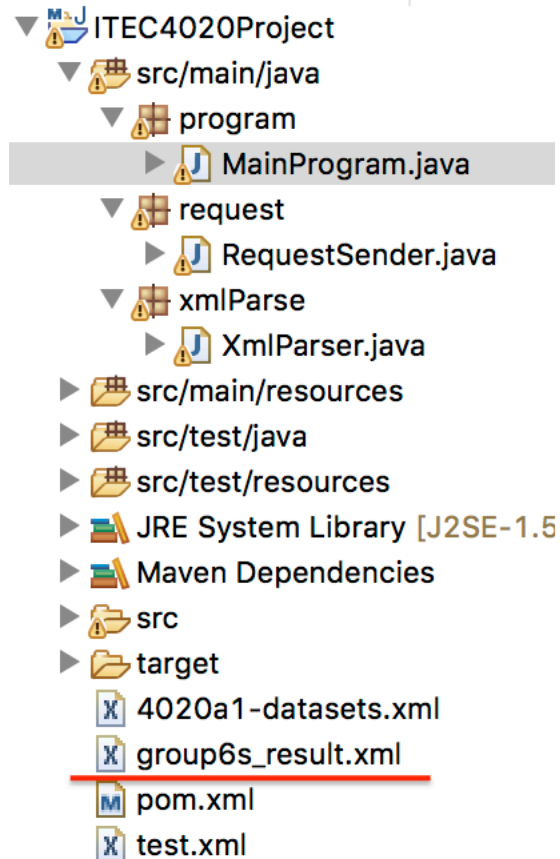 ITEC4020Project
src/main/java
program
MainProgram.java
request
RequestSender.java
xmlParse
XmlParser.java
src/main/resources
src/test/java
src/test/resources
JRE System Library [J2SE-1.5
Maven Dependencies
src
target
4020a1-datasets.xml
group6s_result.xml
pom.xml
test.xml